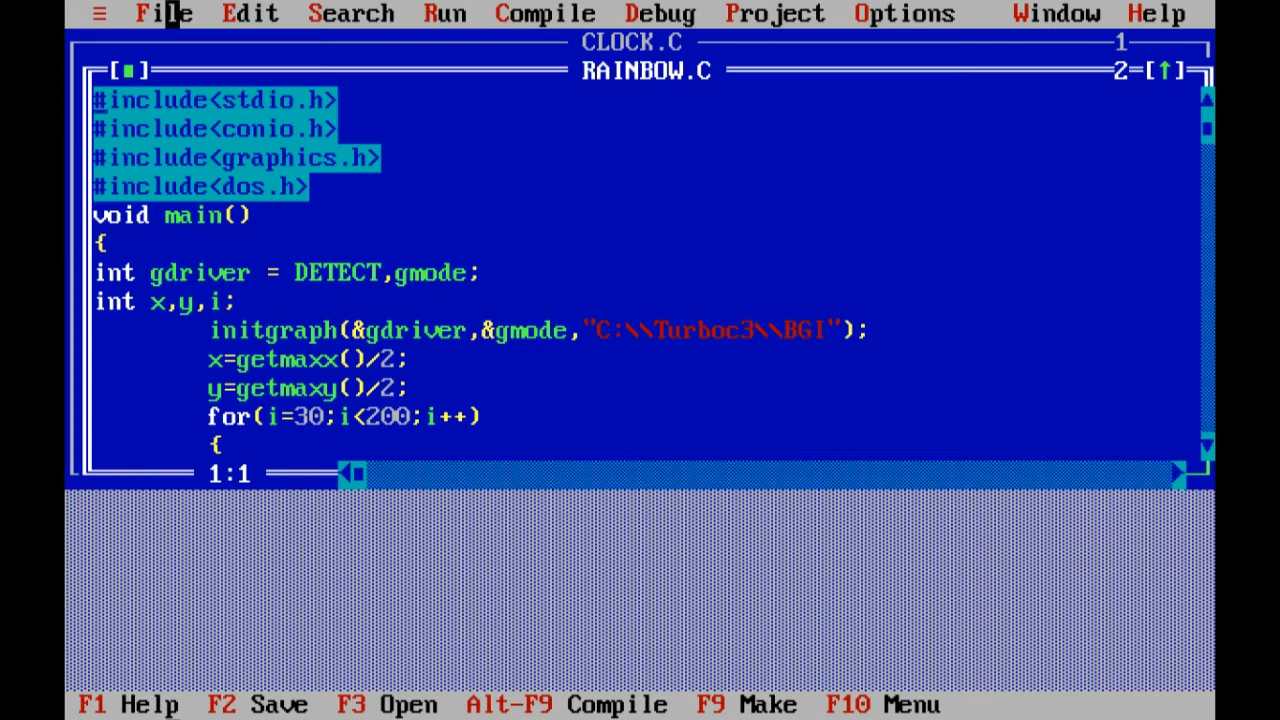 ≡ File Edit Search Run Compile Debug Project Options Window Help
CLOCK.C 1
[■] RAINBOW.C 2=[↑]
#include<stdio.h>
#include<conio.h>
#include<graphics.h>
#include<dos.h>
void main()
{
int gdriver = DETECT,gmode;
int x,y,i;
initgraph(&gdriver,&gmode,"C:\\Turboc3\\BGI");
x=getmaxx()/2;
y=getmaxy()/2;
for(i=30;i<200;i++)
{
1:1
F1 Help F2 Save F3 Open Alt-F9 Compile F9 Make F10 Menu